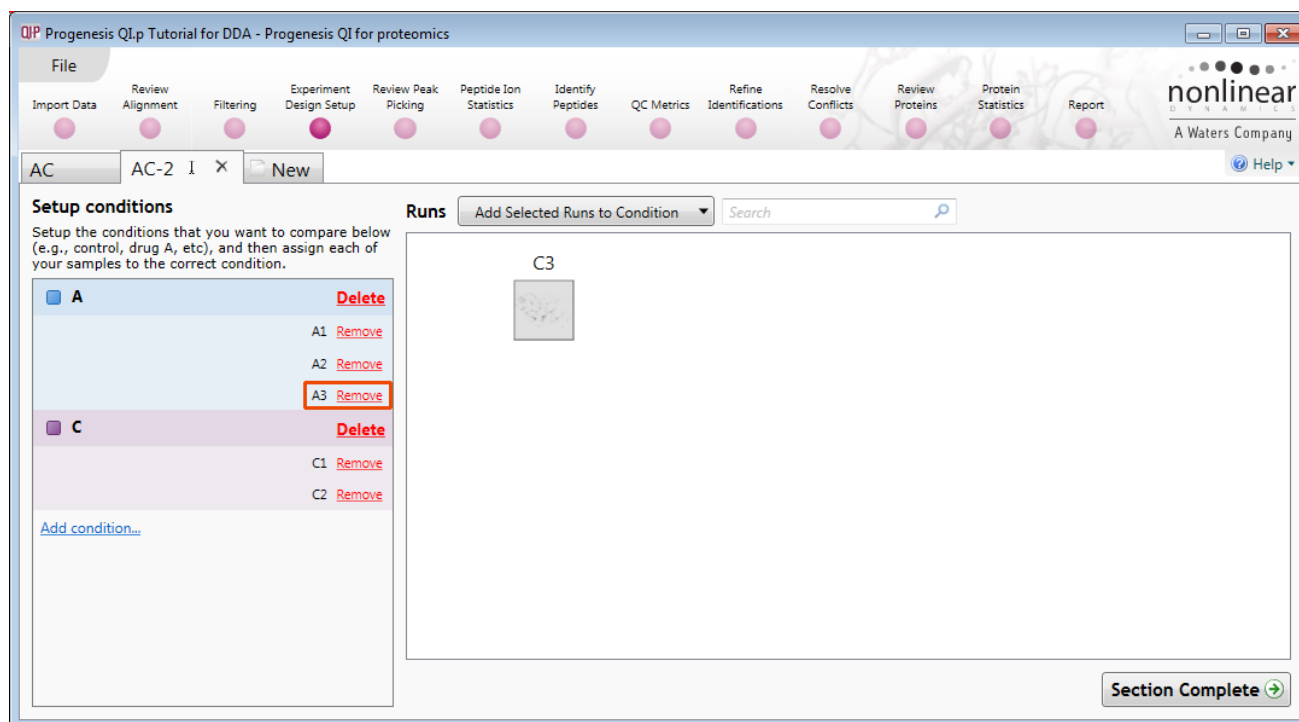 QIP Progenesis QI.p Tutorial for DDA - Progenesis QI for proteomics
File
Import Data
Review Alignment
Filtering
Experiment Design Setup
Review Peak Picking
Peptide Ion Statistics
Identify Peptides
QC Metrics
Refine Identifications
Resolve Conflicts
Review Proteins
Protein Statistics
Report
nonlinear
DYNAMICS
A Waters Company
AC
AC-2
New
Help
Setup conditions
Setup the conditions that you want to compare below
(e.g., control, drug A, etc), and then assign each of
your samples to the correct condition.
A Delete
A1 Remove
A2 Remove
A3 Remove
C Delete
C1 Remove
C2 Remove
Add condition...
Runs Add Selected Runs to Condition Search
C3
Section Complete